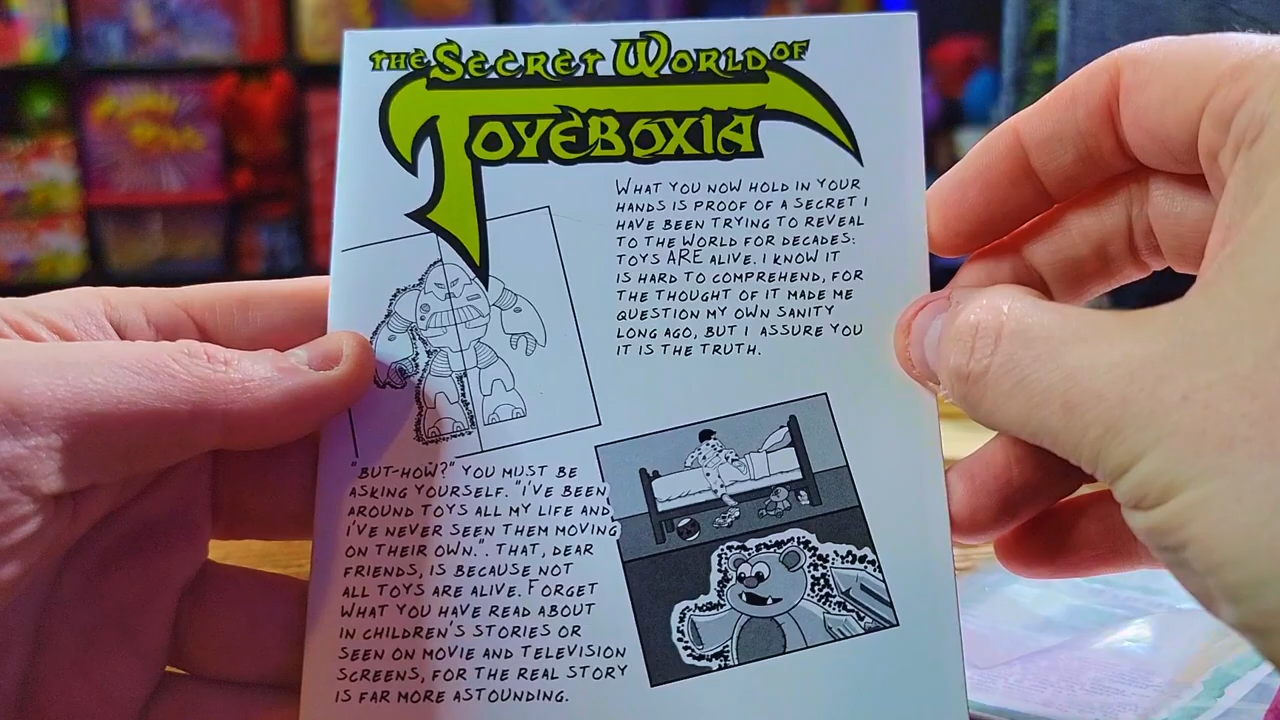 THE SECRET WORLD OF
TOYEBOXIA
WHAT YOU NOW HOLD IN YOUR
HANDS IS PROOF OF A SECRET I
HAVE BEEN TRYING TO REVEAL
TO THE WORLD FOR DECADES:
TOYS ARE ALIVE. I KNOW IT
IS HARD TO COMPREHEND, FOR
THE THOUGHT OF IT MADE ME
QUESTION MY OWN SANITY
LONG AGO, BUT I ASSURE YOU
IT IS THE TRUTH.
"BUT-HOW?" YOU MUST BE
ASKING YOURSELF. "I'VE BEEN
AROUND TOYS ALL MY LIFE AND
I'VE NEVER SEEN THEM MOVING
ON THEIR OWN.". THAT, DEAR
FRIENDS, IS BECAUSE NOT
ALL TOYS ARE ALIVE. FORGET
WHAT YOU HAVE READ ABOUT
IN CHILDREN'S STORIES OR
SEEN ON MOVIE AND TELEVISION
SCREENS, FOR THE REAL STORY
IS FAR MORE ASTOUNDING.